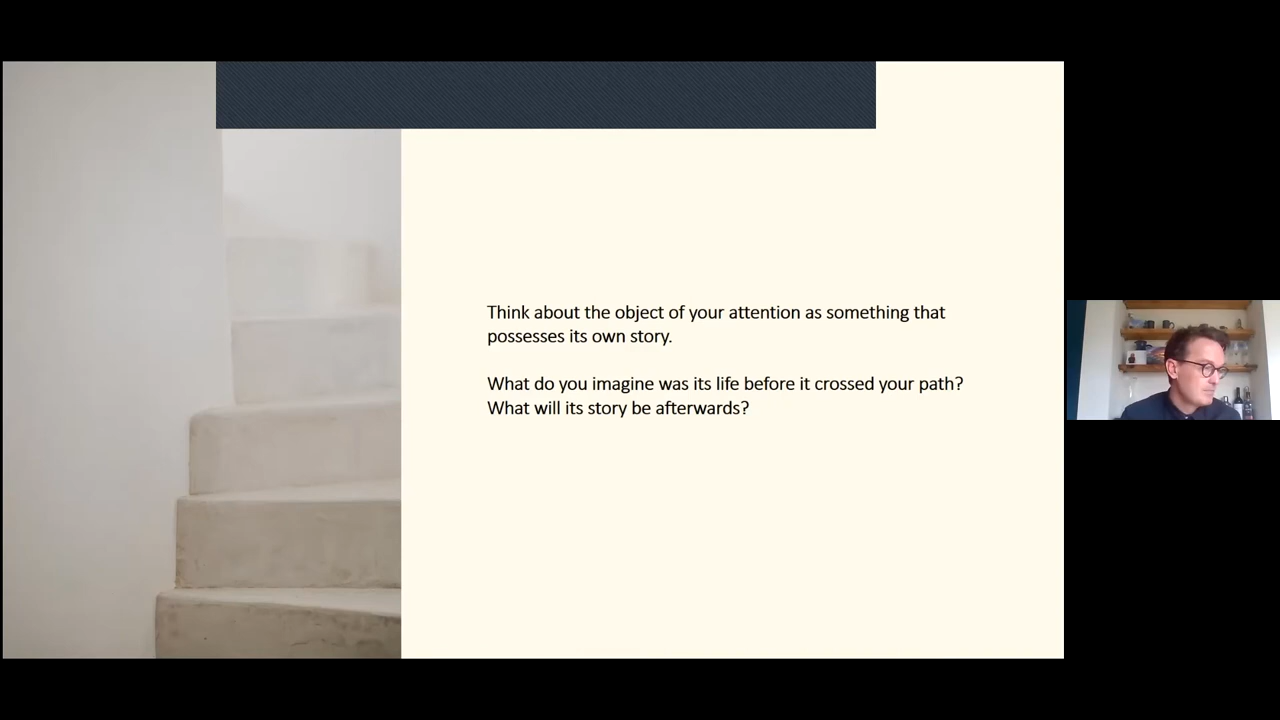 Think about the object of your attention as something that
possesses its own story.
What do you imagine was its life before it crossed your path?
What will its story be afterwards?